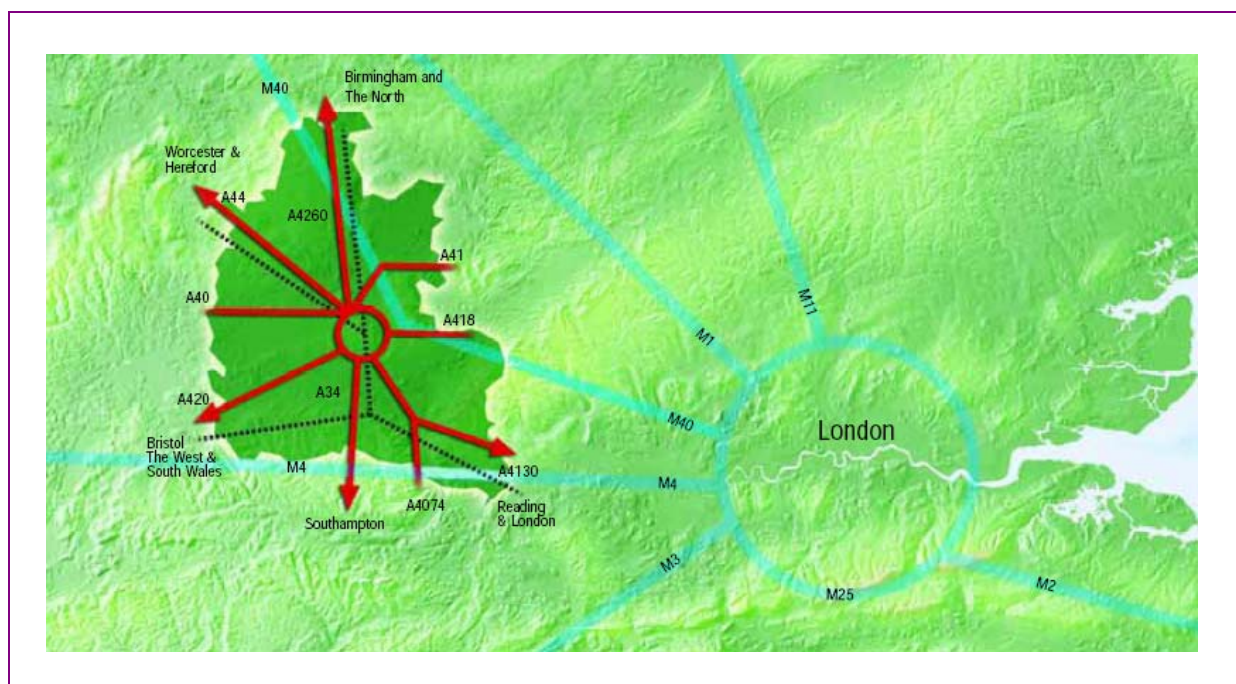 M40
Birmingham and
The North
Worcester &
Hereford
A44
A4260
A41
A40
A418
M11
M1
A34
A420
M40
London
Bristol
The West &
South Wales
M4
A4130
M4
A4074
Reading
& London
Southampton
M3
M25
M2